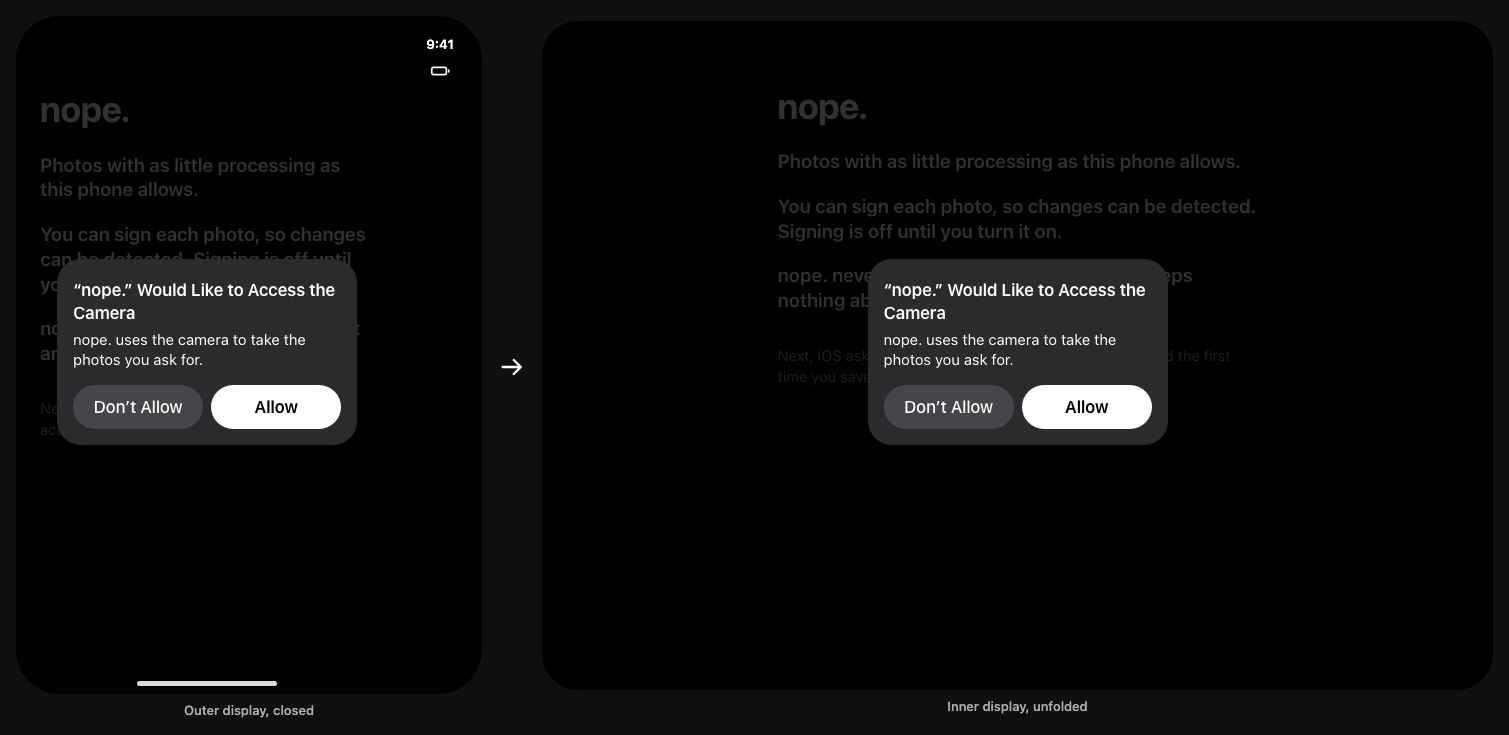 9:41
nope.
Photos with as little processing as
this phone allows.
You can sign each photo, so changes
can be detected. Signing is off until
“nope.” Would Like to Access the
Camera
nope. uses the camera to take the
photos you ask for.
Don’t Allow
Allow
Outer display, closed
→
nope.
Photos with as little processing as this phone allows.
You can sign each photo, so changes can be detected.
Signing is off until you turn it on.
nope.
nothing
Next, iOS
the first
time you
“nope.” Would Like to Access the
Camera
nope. uses the camera to take the
photos you ask for.
Don’t Allow
Allow
Inner display, unfolded